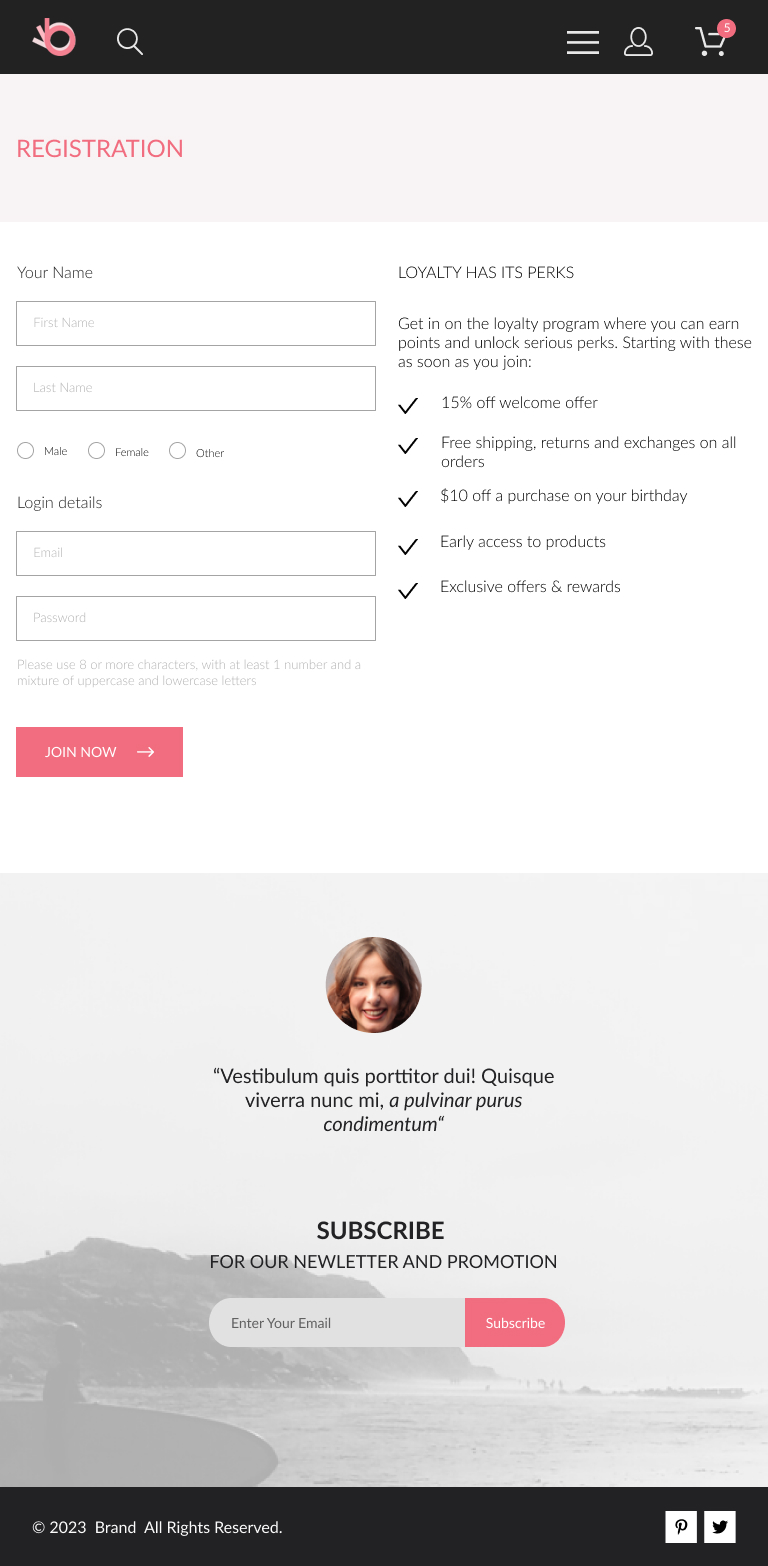 5
REGISTRATION
Your Name
First Name
Last Name
Male Female Other
Login details
Email
Password
Please use 8 or more characters, with at least 1 number and a
mixture of uppercase and lowercase letters
JOIN NOW
LOYALTY HAS ITS PERKS
Get in on the loyalty program where you can earn
points and unlock serious perks. Starting with these
as soon as you join:
15% off welcome offer
Free shipping, returns and exchanges on all
orders
$10 off a purchase on your birthday
Early access to products
Exclusive offers & rewards
“Vestibulum quis porttitor dui! Quisque
viverra nunc mi, a pulvinar purus
condimentum“
SUBSCRIBE
FOR OUR NEWLETTER AND PROMOTION
Enter Your Email Subscribe
© 2023 Brand All Rights Reserved.